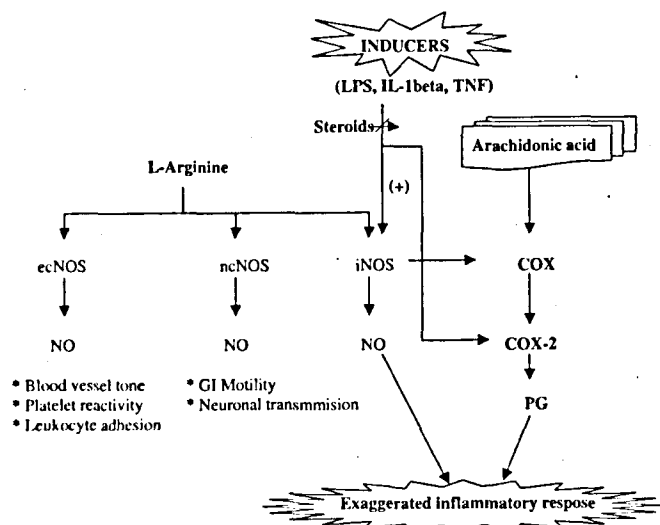 INDUCERS
(LPS, IL-1beta, TNF)
Steroids
Arachidonic acid
L-Arginine
(+)
ecNOS
ncNOS
iNOS
COX
NO
NO
NO
COX-2
* Blood vessel tone
* Platelet reactivity
* Leukocyte adhesion
* GI Motility
* Neuronal transmmision
PG
Exaggerated inflammatory respose